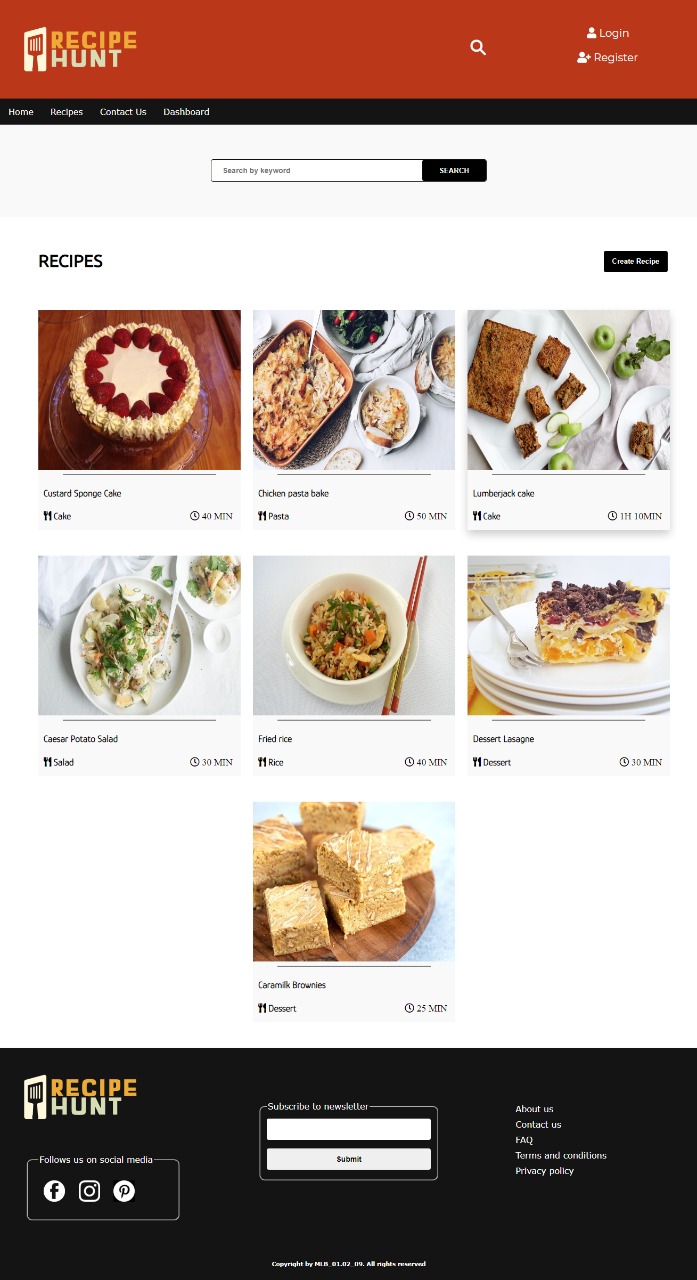 RECIPE
HUNT
Login
Register
Home Recipes Contact Us Dashboard
Search by keyword SEARCH
RECIPES
Create Recipe
Custard Sponge Cake
Cake 40 MIN
Chicken pasta bake
Pasta 50 MIN
Lumberjack cake
Cake 1H 10MIN
Caesar Potato Salad
Salad 30 MIN
Fried rice
Rice 40 MIN
Dessert Lasagne
Dessert 30 MIN
Caramilk Brownies
Dessert 25 MIN
RECIPE
HUNT
Follows us on social media
Subscribe to newsletter
Submit
About us
Contact us
FAQ
Terms and conditions
Privacy policy
Copyright by MLB_01.02_09. All rights reserved